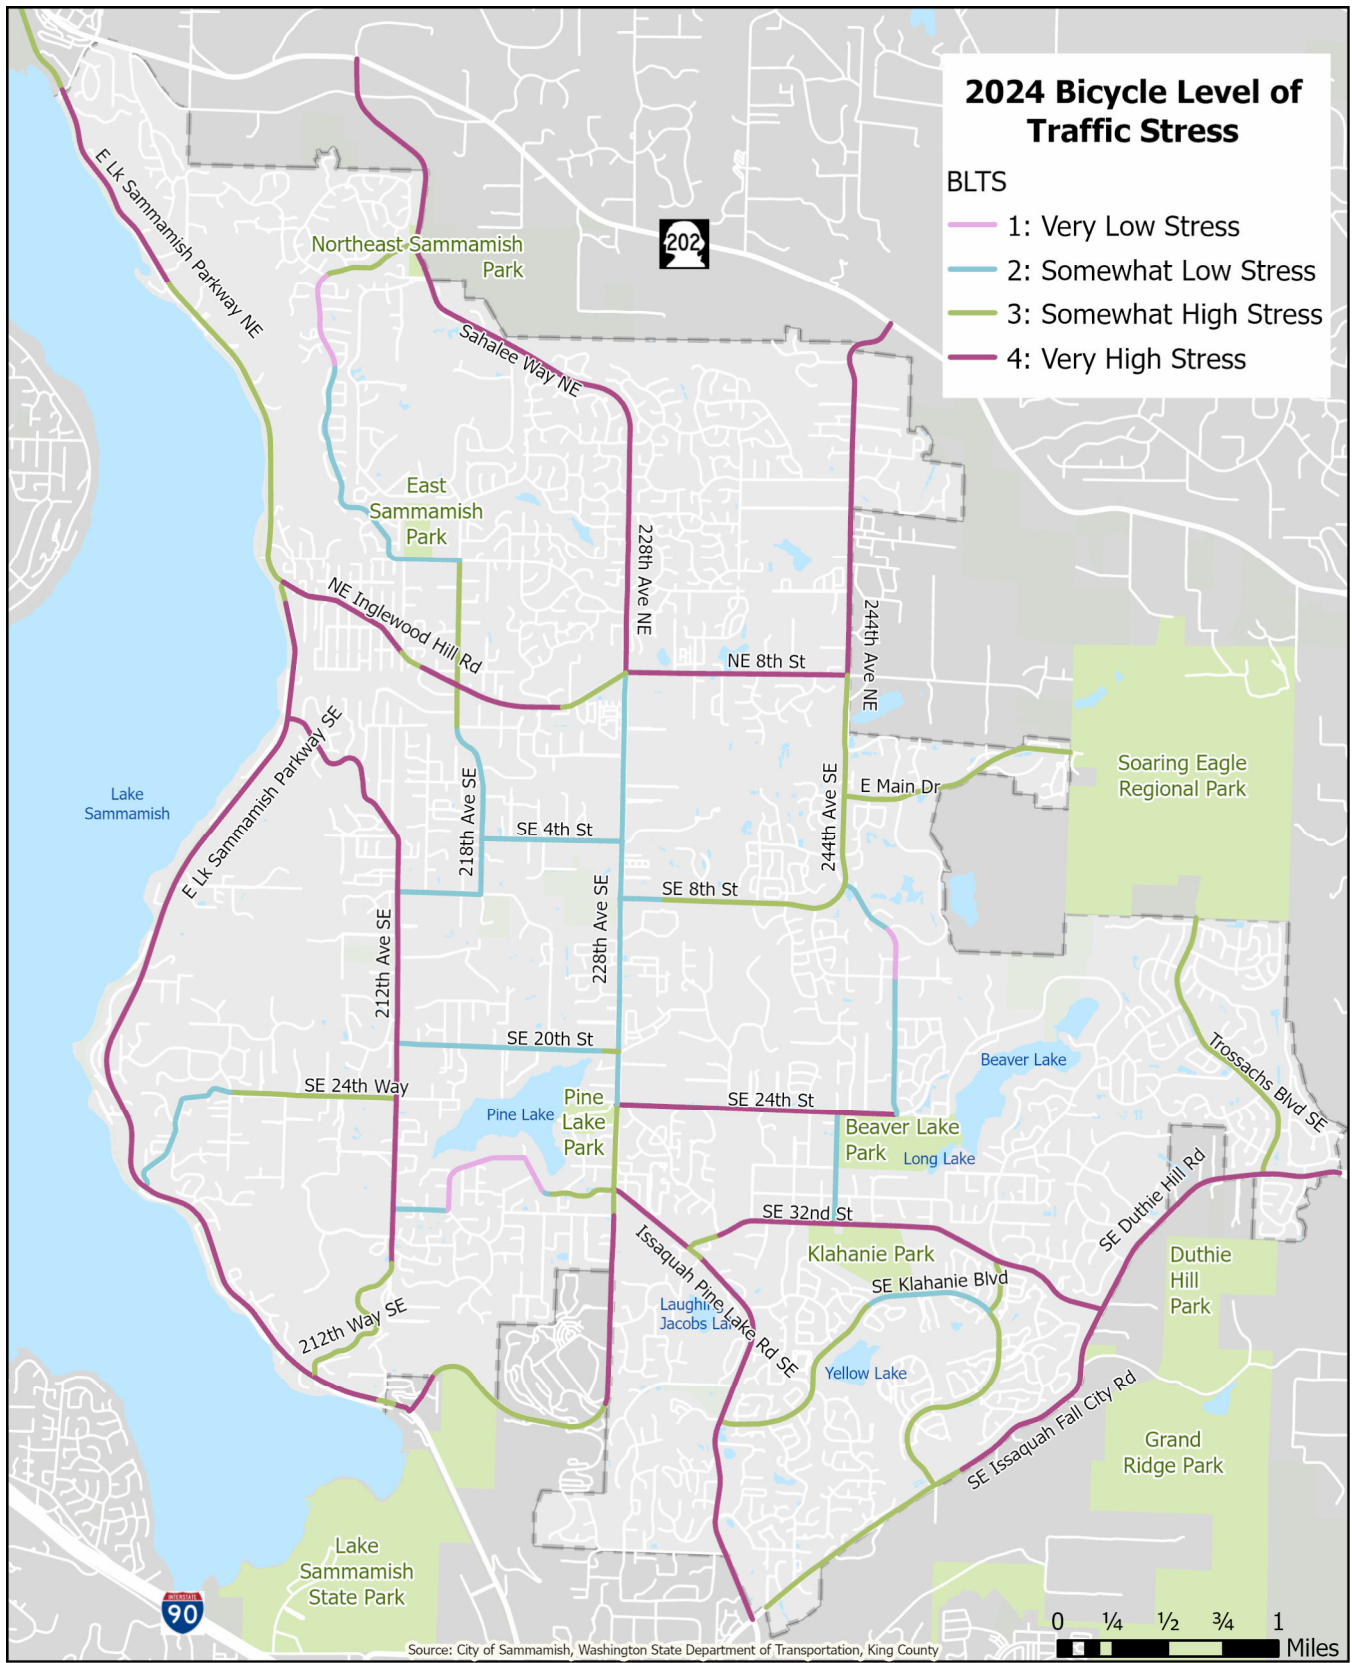 2024 Bicycle Level of
Traffic Stress
BLTS
1: Very Low Stress
2: Somewhat Low Stress
3: Somewhat High Stress
4: Very High Stress
E Lk Sammamish Parkway NE
Northeast Sammamish
Park
202
Sahalee Way NE
East
Sammamish
Park
228th Ave NE
NE Inglewood Hill Rd
244th Ave NE
NE 8th St
E Lk Sammamish Parkway SE
Soaring Eagle
Regional Park
Lake
Sammamish
218th Ave SE
244th Ave SE
E Main Dr
SE 4th St
SE 8th St
228th Ave SE
212th Ave SE
SE 20th St
Trossachs Blvd SE
Beaver Lake
SE 24th Way
Pine Lake
Pine
Lake
Park
SE 24th St
Beaver Lake
Park
Long Lake
SE Duthie Hill Rd
SE 32nd St
Issaquah Pine Lake Rd SE
Klahanie Park
Duthie
Hill
Park
SE Klahanie Blvd
Laughing
Jacobs La
212th Way SE
Yellow Lake
SE Issaquah Fall City Rd
Grand
Ridge Park
Lake
Sammamish
State Park
INTERSTATE
90
0 ¼ ½ ¾ 1
Miles
Source: City of Sammamish, Washington State Department of Transportation, King County